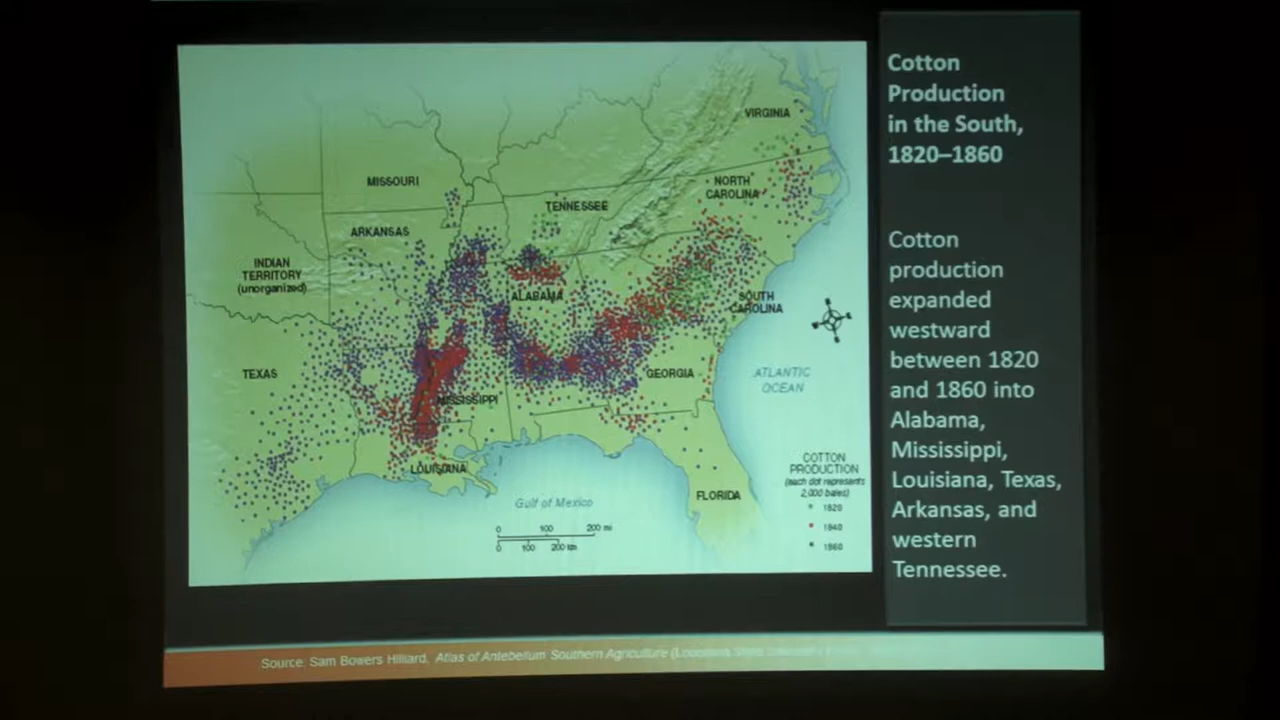 Cotton
Production
in the South,
1820–1860
Cotton
production
expanded
westward
between 1820
and 1860 into
Alabama,
Mississippi,
Louisiana, Texas,
Arkansas, and
western
Tennessee.
VIRGINIA
MISSOURI
NORTH
CAROLINA
TENNESSEE
ARKANSAS
INDIAN
TERRITORY
(unorganized)
ALABAMA
SOUTH
CAROLINA
TEXAS
GEORGIA
ATLANTIC
OCEAN
MISSISSIPPI
LOUISIANA
FLORIDA
Gulf of Mexico
0 100 200 mi
0 100 200 km
COTTON
PRODUCTION
(each dot represents
2,000 bales)
1820
1840
1860
Source: Sam Bowers Hilliard, Atlas of Antebellum Southern Agriculture (Louisiana State